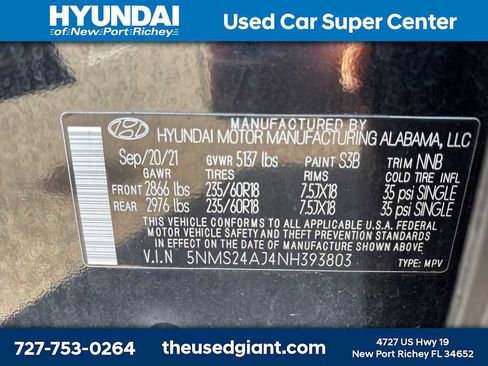 HYUNDAI
of New Port Richey
Used Car Super Center
MANUFACTURED BY
HYUNDAI MOTOR MANUFACTURING ALABAMA, LLC
Sep/20/21 GVWR 5137 lbs PAINT S3B TRIM NNB
GAWR TIRES RIMS COLD TIRE INFL
FRONT 2866 lbs 235/60R18 7.5JX18 35 psi SINGLE
REAR 2976 lbs 235/60R18 7.5JX18 35 psi SINGLE
THIS VEHICLE CONFORMS TO ALL APPLICABLE U.S.A. FEDERAL
MOTOR VEHICLE SAFETY AND THEFT PREVENTION STANDARDS
IN EFFECT ON THE DATE OF MANUFACTURE SHOWN ABOVE.
V.I.N 5NMS24AJ4NH393803 TYPE: MPV
727-753-0264
theusedgiant.com
4727 US Hwy 19
New Port Richey FL 34652